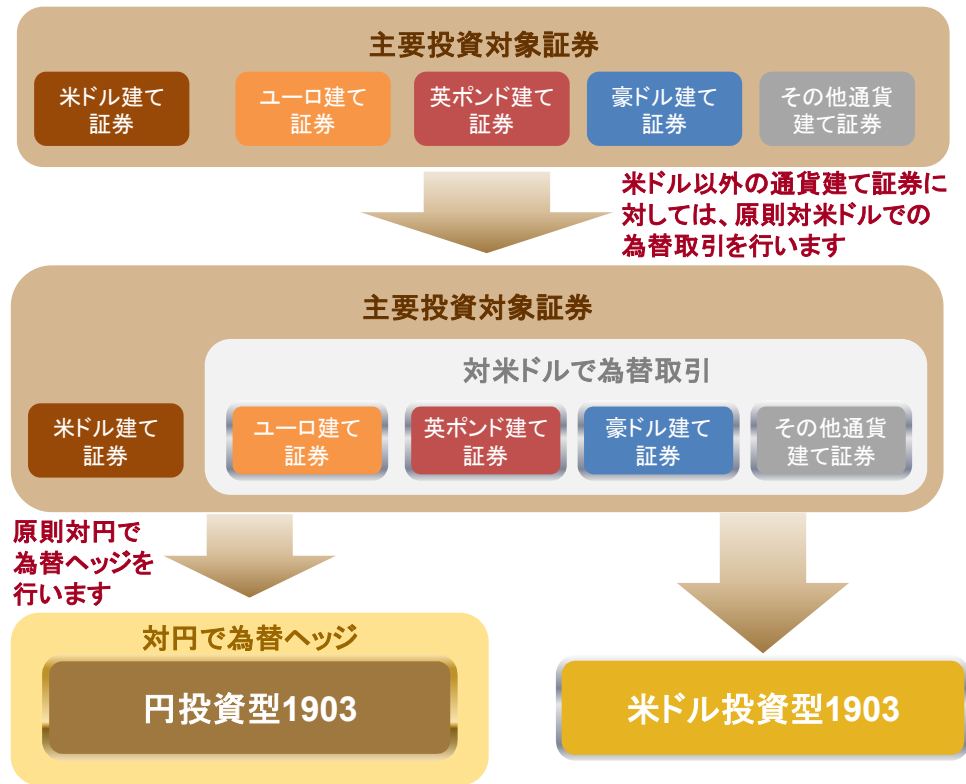 主要投資対象証券
米ドル建て
証券
ユーロ建て
証券
英ポンド建て
証券
豪ドル建て
証券
その他通貨
建て証券
米ドル以外の通貨建て証券に
対しては、原則対米ドルでの
為替取引を行います
主要投資対象証券
対米ドルで為替取引
米ドル建て
証券
ユーロ建て
証券
英ポンド建て
証券
豪ドル建て
証券
その他通貨
建て証券
原則対円で
為替ヘッジを
行います
対円で為替ヘッジ
円投資型1903
米ドル投資型1903